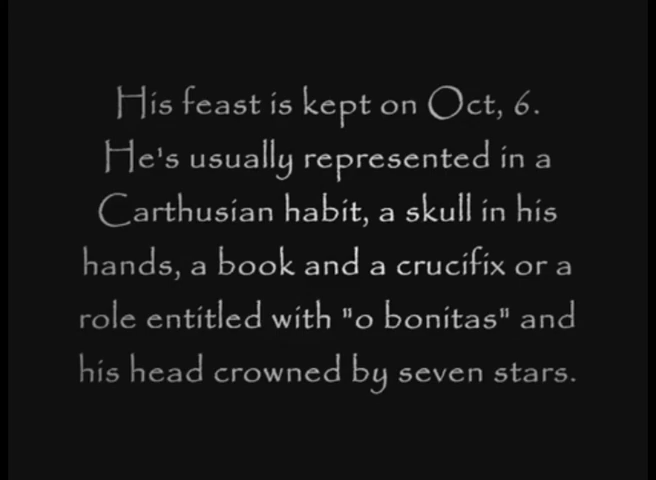 His feast is kept on Oct, 6.
He's usually represented in a
Carthusian habit, a skull in his
hands, a book and a crucifix or a
role entitled with "o bonitas" and
his head crowned by seven stars.